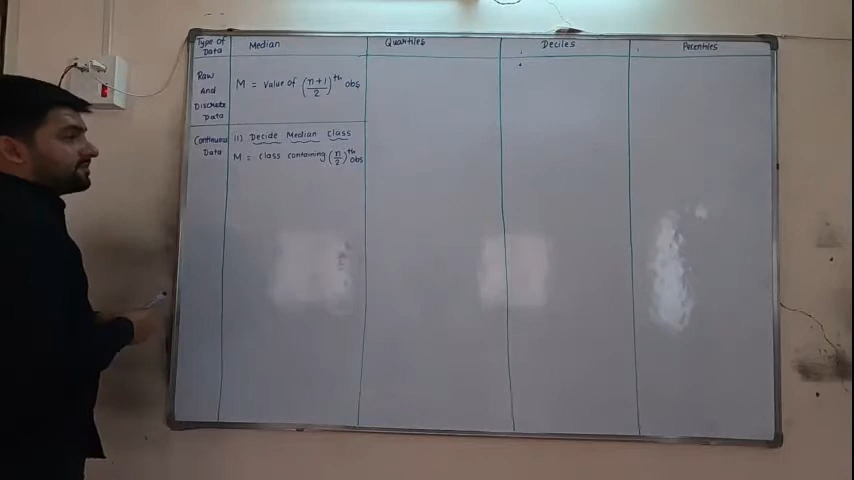 Type of Data
Median
Quartiles
Deciles
Percentiles
Raw
And
Discrete
Data
M = value of (n+1/2)th obs
Continuous
Data
ii) Decide Median class
M = class containing (n/2)th obs